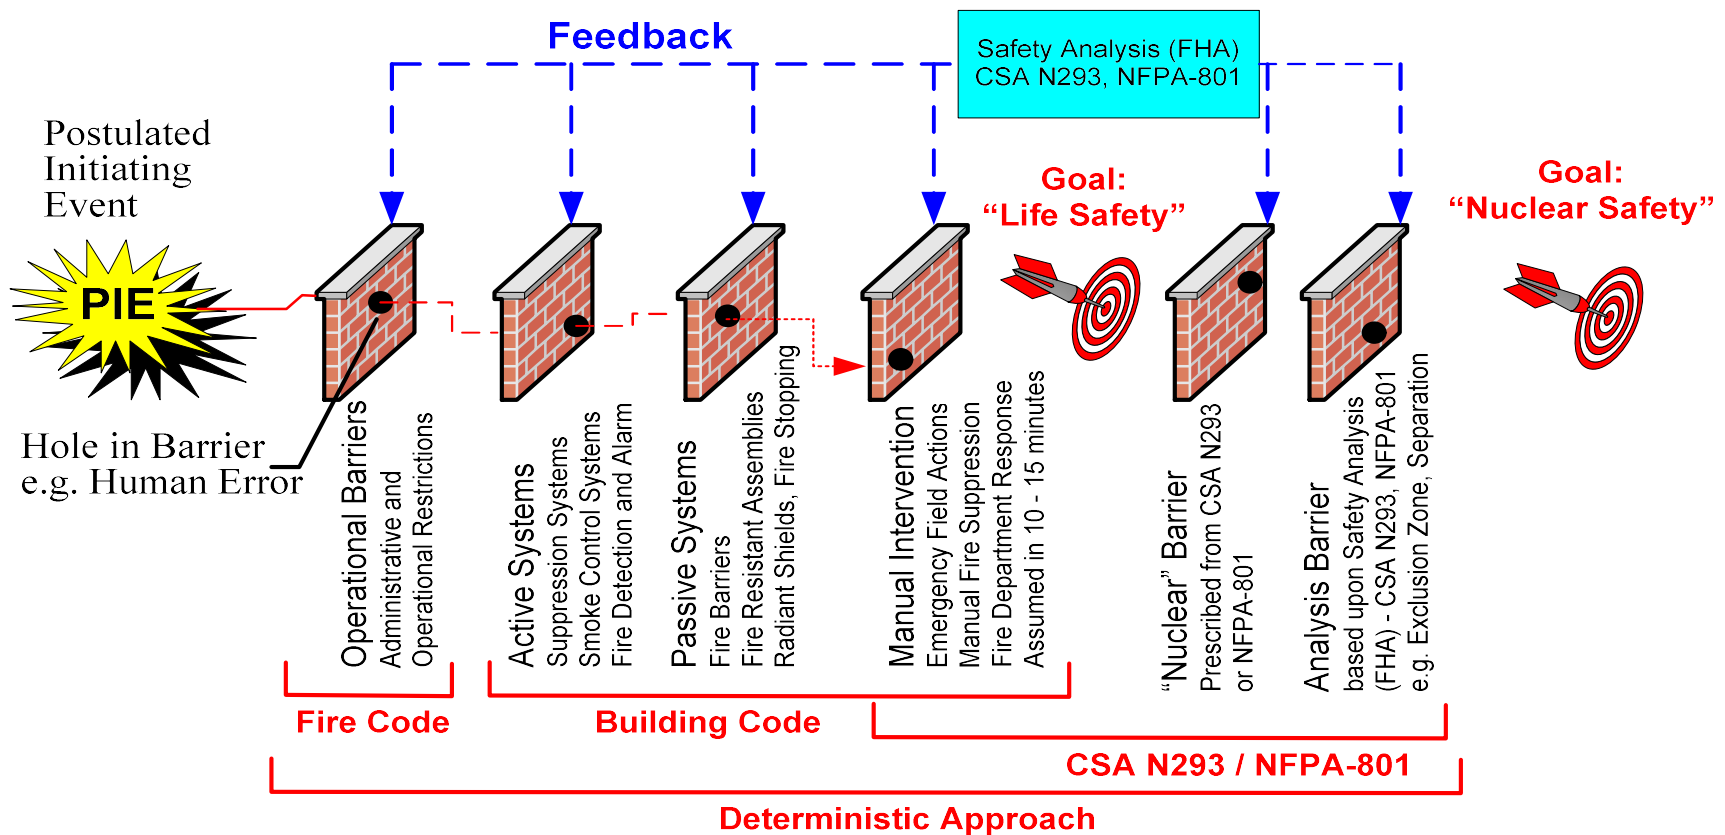 Feedback
Safety Analysis (FHA)
CSA N293, NFPA-801
Postulated
Initiating
Event
Goal:
“Life Safety”
Goal:
“Nuclear Safety”
PIE
Hole in Barrier
e.g. Human Error
Operational Barriers
Administrative and
Operational Restrictions
Active Systems
Suppression Systems
Smoke Control Systems
Fire Detection and Alarm
Passive Systems
Fire Barriers
Fire Resistant Assemblies
Radiant Shields, Fire Stopping
Manual Intervention
Emergency Field Actions
Manual Fire Suppression
Fire Department Response
Assumed in 10 - 15 minutes
“Nuclear” Barrier
Prescribed from CSA N293
or NFPA-801
Analysis Barrier
based upon Safety Analysis
(FHA) - CSA N293, NFPA-801
e.g. Exclusion Zone, Separation
Fire Code
Building Code
CSA N293 / NFPA-801
Deterministic Approach